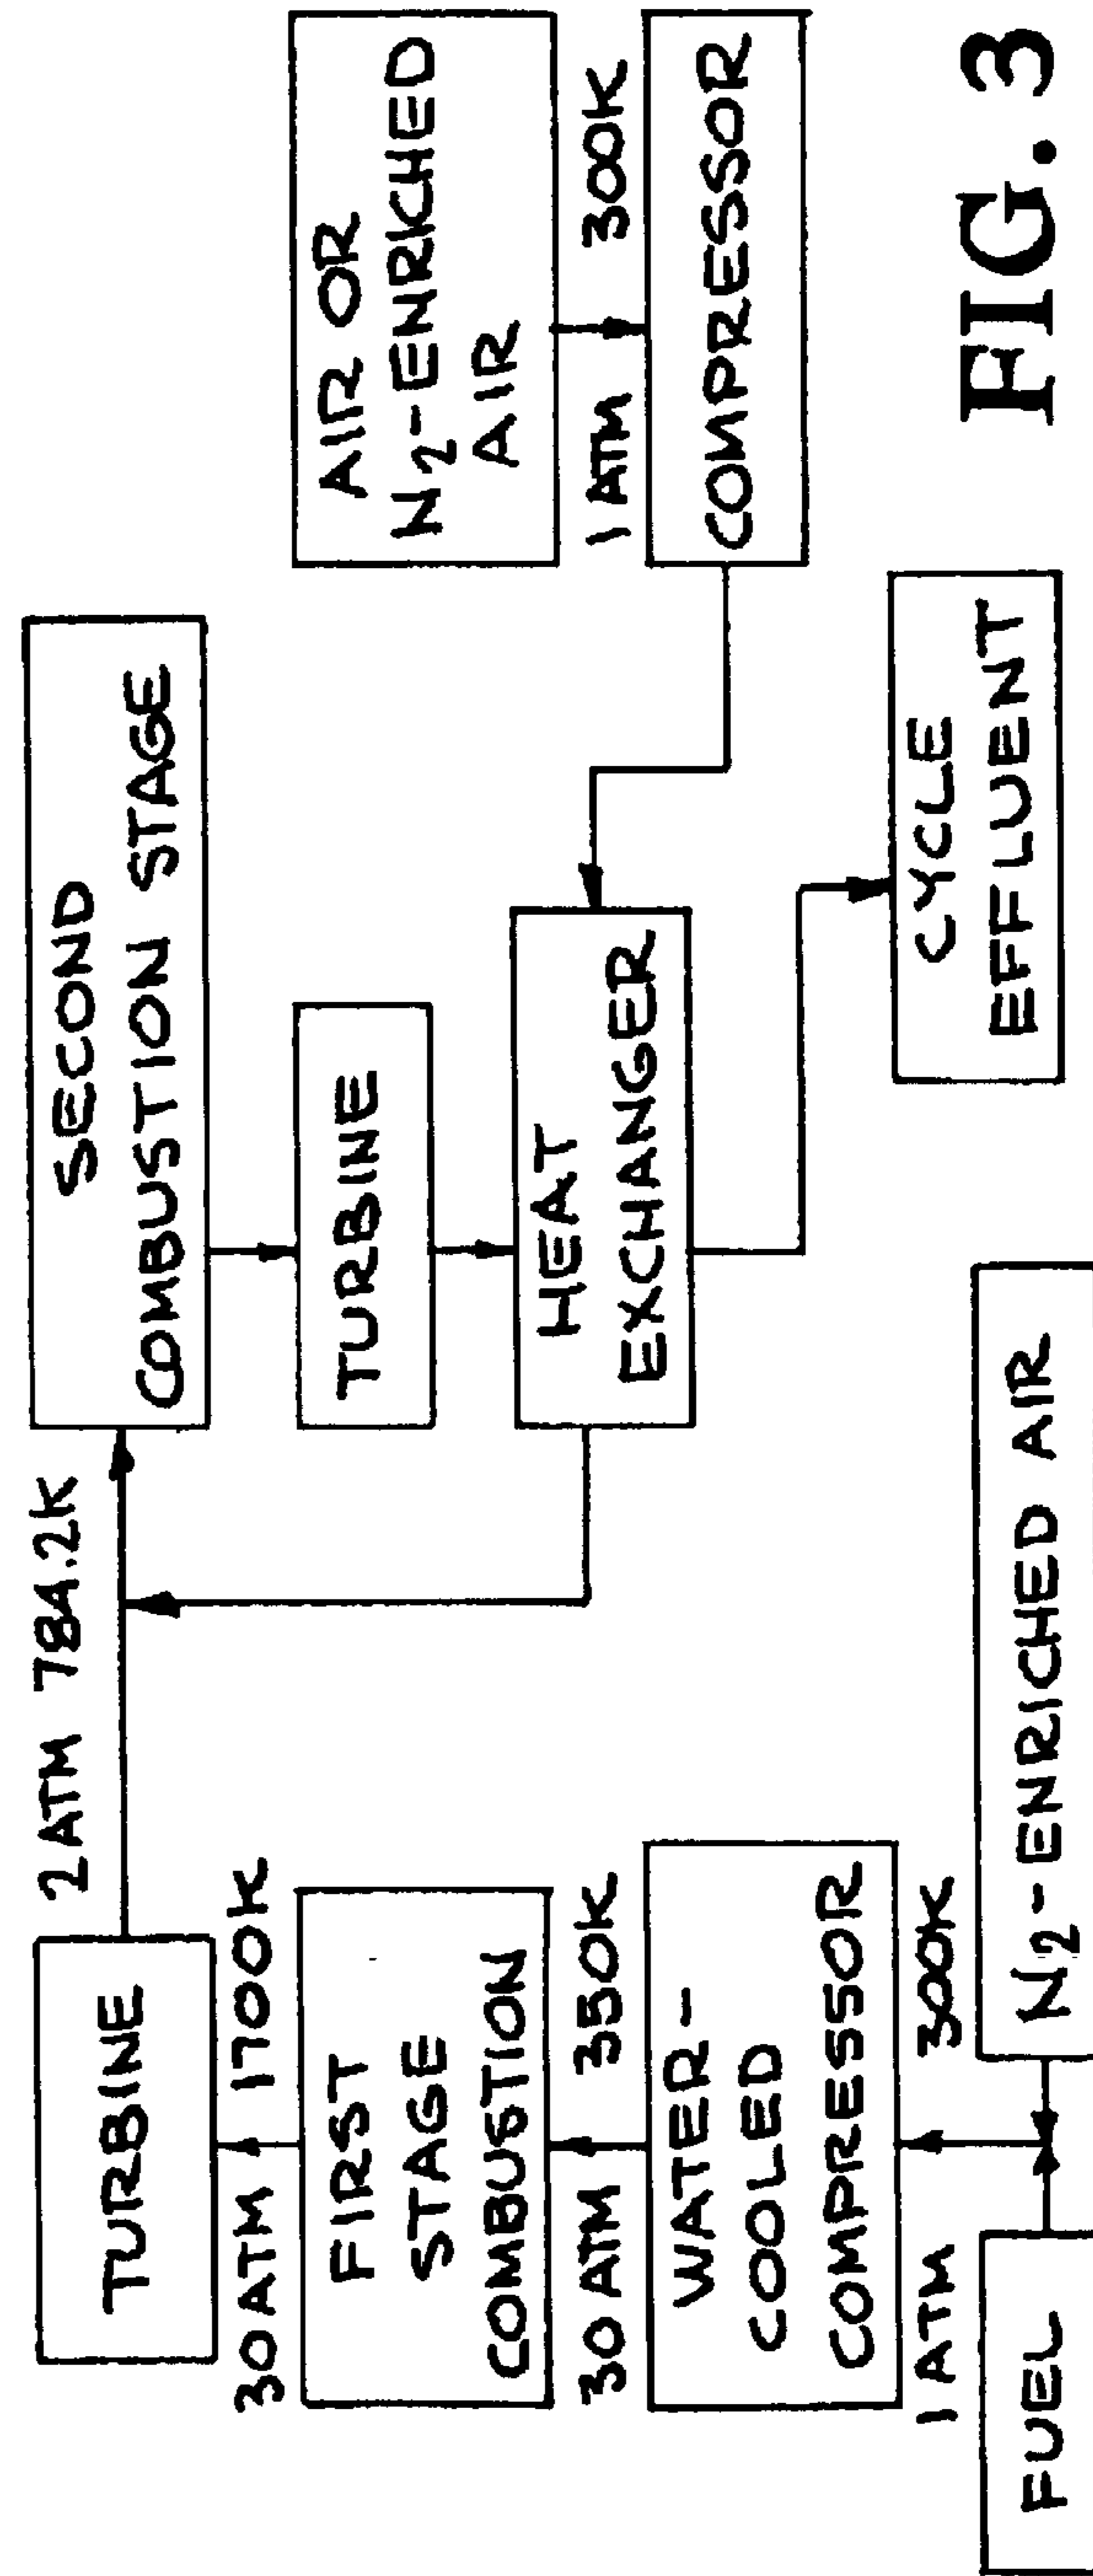 TURBINE
2 ATM 784.2K
SECOND
COMBUSTION STAGE
30 ATM 1700K
FIRST
STAGE
COMBUSTION
TURBINE
AIR OR
N2-ENRICHED
AIR
30 ATM 350K
HEAT
EXCHANGER
1 ATM 300K
WATER-
COOLED
COMPRESSOR
COMPRESSOR
1 ATM 300K
CYCLE
EFFLUENT
FUEL
N2-ENRICHED AIR
FIG. 3